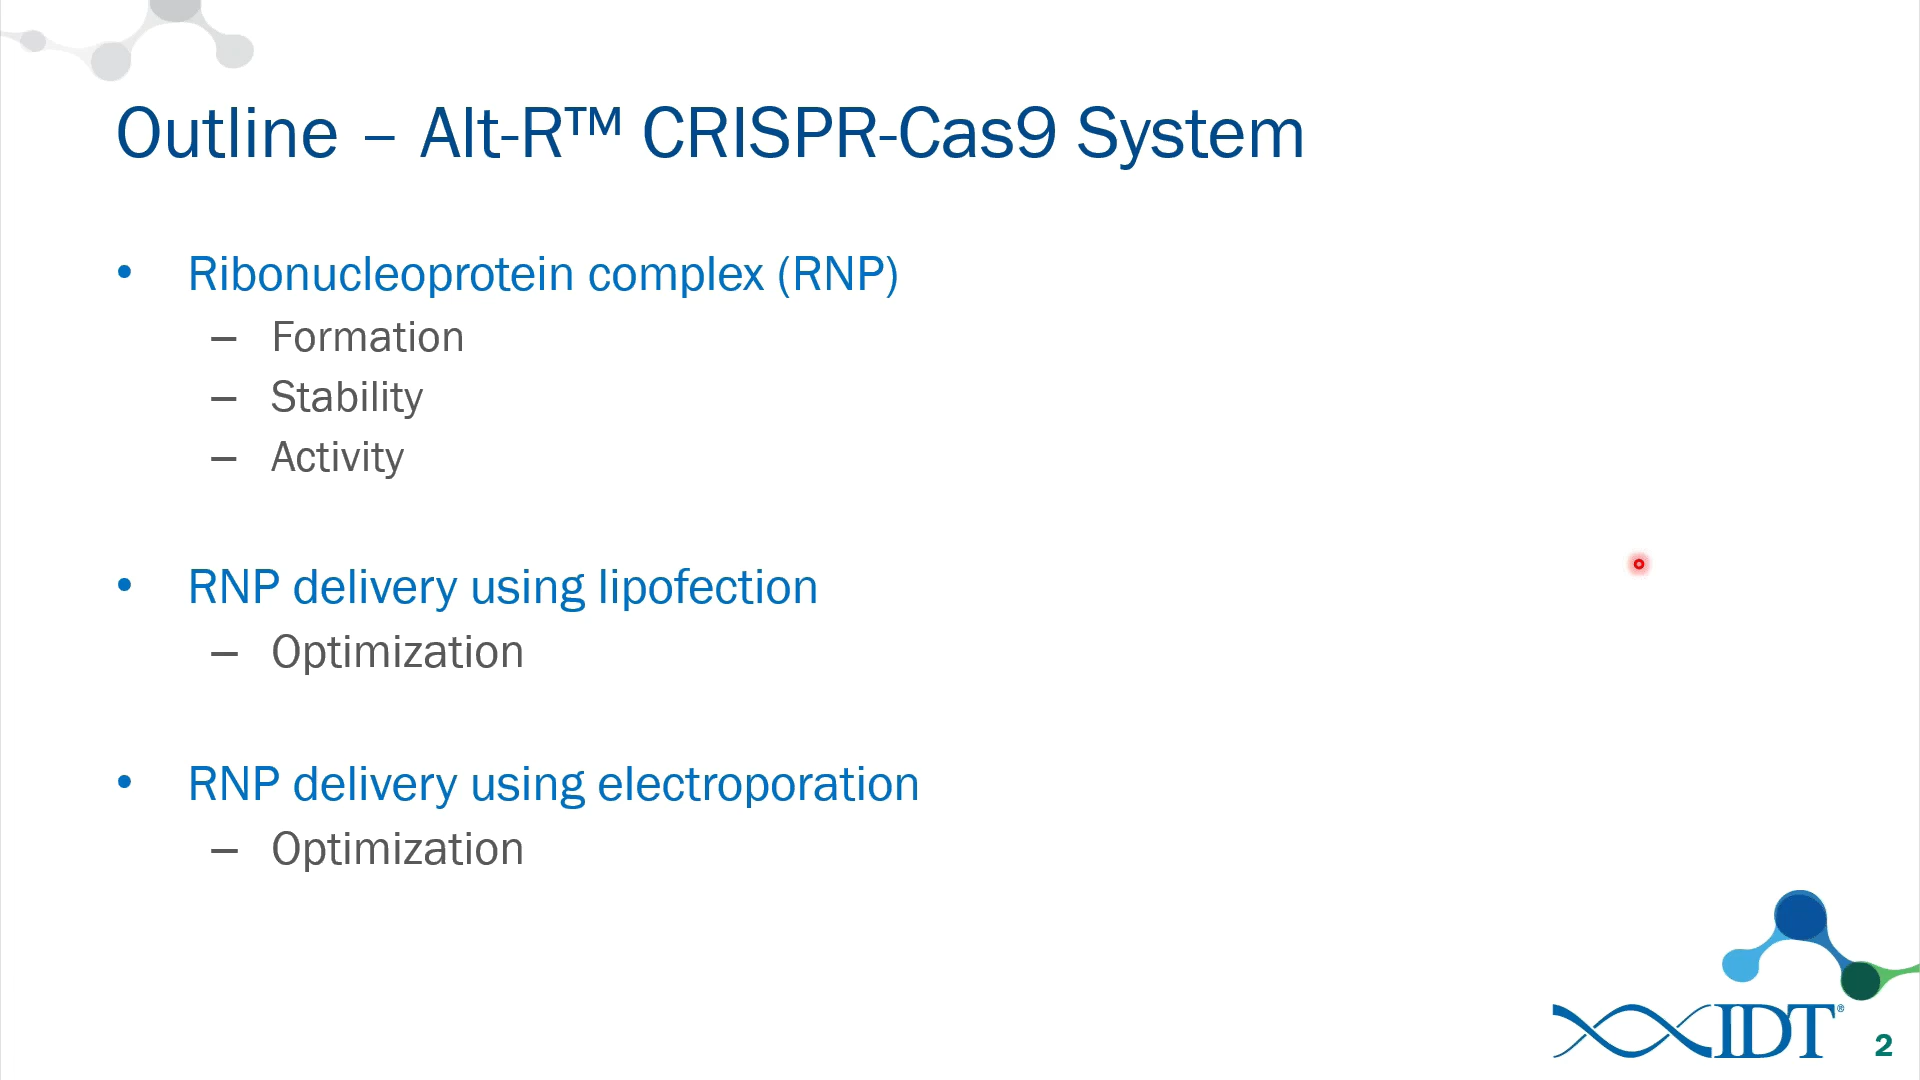 Outline – Alt-R™ CRISPR-Cas9 System
• Ribonucleoprotein complex (RNP)
– Formation
– Stability
– Activity
• RNP delivery using lipofection
– Optimization
• RNP delivery using electroporation
– Optimization
IDT®
2